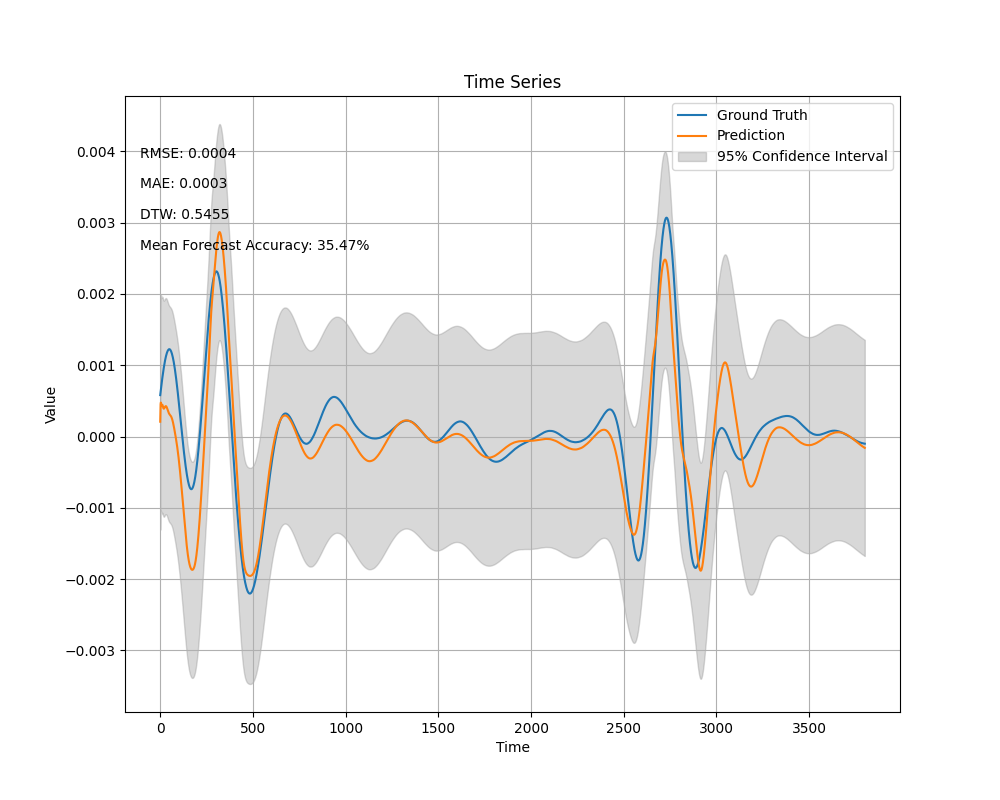 Time Series
Ground Truth
Prediction
95% Confidence Interval
RMSE: 0.0004
MAE: 0.0003
DTW: 0.5455
Mean Forecast Accuracy: 35.47%
Value
0.004
0.003
0.002
0.001
0.000
−0.001
−0.002
−0.003
0 500 1000 1500 2000 2500 3000 3500
Time